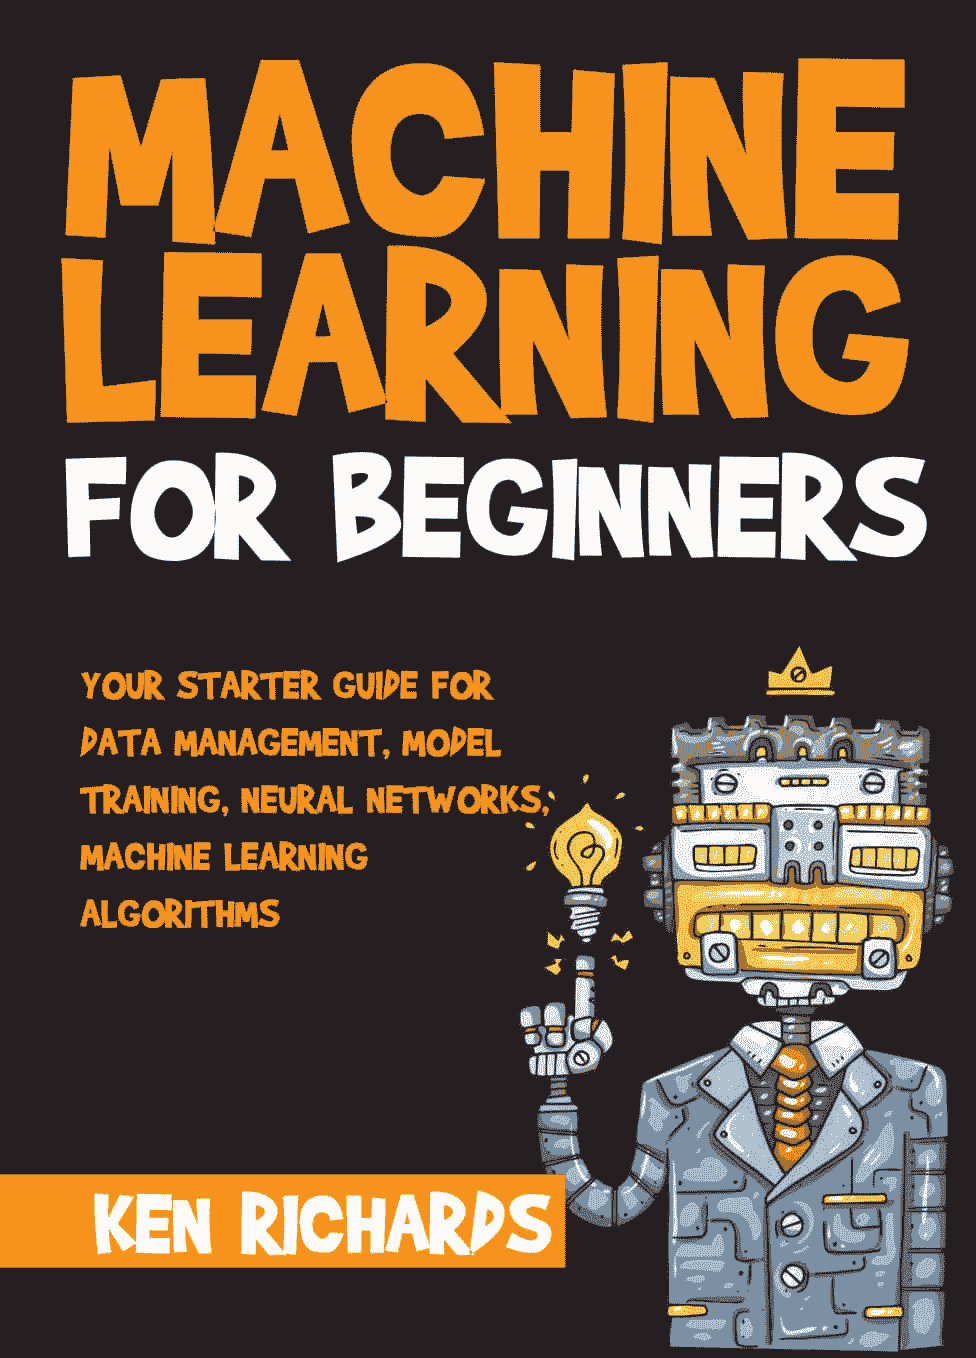 MACHINE
LEARNING
FOR BEGINNERS
YOUR STARTER GUIDE FOR
DATA MANAGEMENT, MODEL
TRAINING, NEURAL NETWORKS,
MACHINE LEARNING
ALGORITHMS
KEN RICHARDS